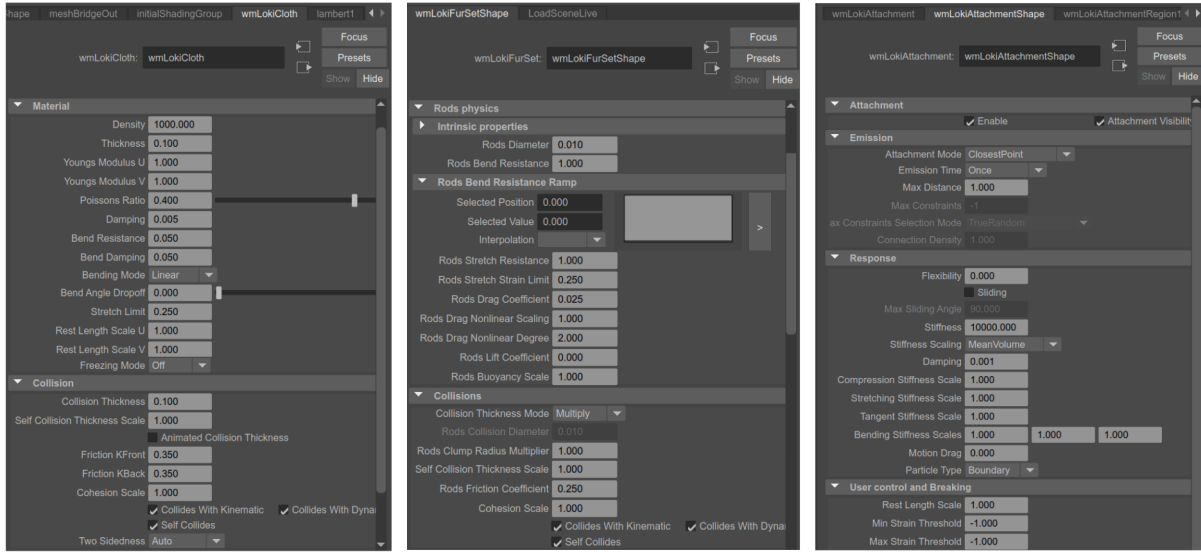 Shape meshBridgeOut initialShadingGroup wmLokiCloth lambert1
Focus
wmLokiCloth: wmLokiCloth
Presets
Show Hide
Material
Density 1000.000
Thickness 0.100
Youngs Modulus U 1.000
Youngs Modulus V 1.000
Poissons Ratio 0.400
Damping 0.005
Bend Resistance 0.050
Bend Damping 0.050
Bending Mode Linear
Bend Angle Dropoff 0.000
Stretch Limit 0.250
Rest Length Scale U 1.000
Rest Length Scale V 1.000
Freezing Mode Off
Collision
Collision Thickness 0.100
Self Collision Thickness Scale 1.000
Animated Collision Thickness
Friction KFront 0.350
Friction KBack 0.350
Cohesion Scale 1.000
Collides With Kinematic Collides With Dyna
Self Collides
Two Sidedness Auto
wmLokiFurSetShape LoadSceneLive
Focus
wmLokiFurSet: wmLokiFurSetShape
Presets
Show Hide
Rods physics
Intrinsic properties
Rods Diameter 0.010
Rods Bend Resistance 1.000
Rods Bend Resistance Ramp
Selected Position 0.000
Selected Value 0.000
Interpolation
>
Rods Stretch Resistance 1.000
Rods Stretch Strain Limit 0.250
Rods Drag Coefficient 0.025
Rods Drag Nonlinear Scaling 1.000
Rods Drag Nonlinear Degree 2.000
Rods Lift Coefficient 0.000
Rods Buoyancy Scale 1.000
Collisions
Collision Thickness Mode Multiply
Rods Collision Diameter 0.010
Rods Clump Radius Multiplier 1.000
Self Collision Thickness Scale 1.000
Rods Friction Coefficient 0.250
Cohesion Scale 1.000
Collides With Kinematic Collides With Dynar
Self Collides
wmLokiAttachment wmLokiAttachmentShape wmLokiAttachmentRegion1
Focus
wmLokiAttachment: wmLokiAttachmentShape
Presets
Show Hide
Attachment
Enable Attachment Visibility
Emission
Attachment Mode ClosestPoint
Emission Time Once
Max Distance 1.000
Max Constraints -1
ax Constraints Selection Mode TrueRandom
Connection Density 1.000
Response
Flexibility 0.000
Sliding
Max Sliding Angle 90.000
Stiffness 10000.000
Stiffness Scaling MeanVolume
Damping 0.001
Compression Stiffness Scale 1.000
Stretching Stiffness Scale 1.000
Tangent Stiffness Scale 1.000
Bending Stiffness Scales 1.000 1.000 1.000
Motion Drag 0.000
Particle Type Boundary
User control and Breaking
Rest Length Scale 1.000
Min Strain Threshold -1.000
Max Strain Threshold -1.000